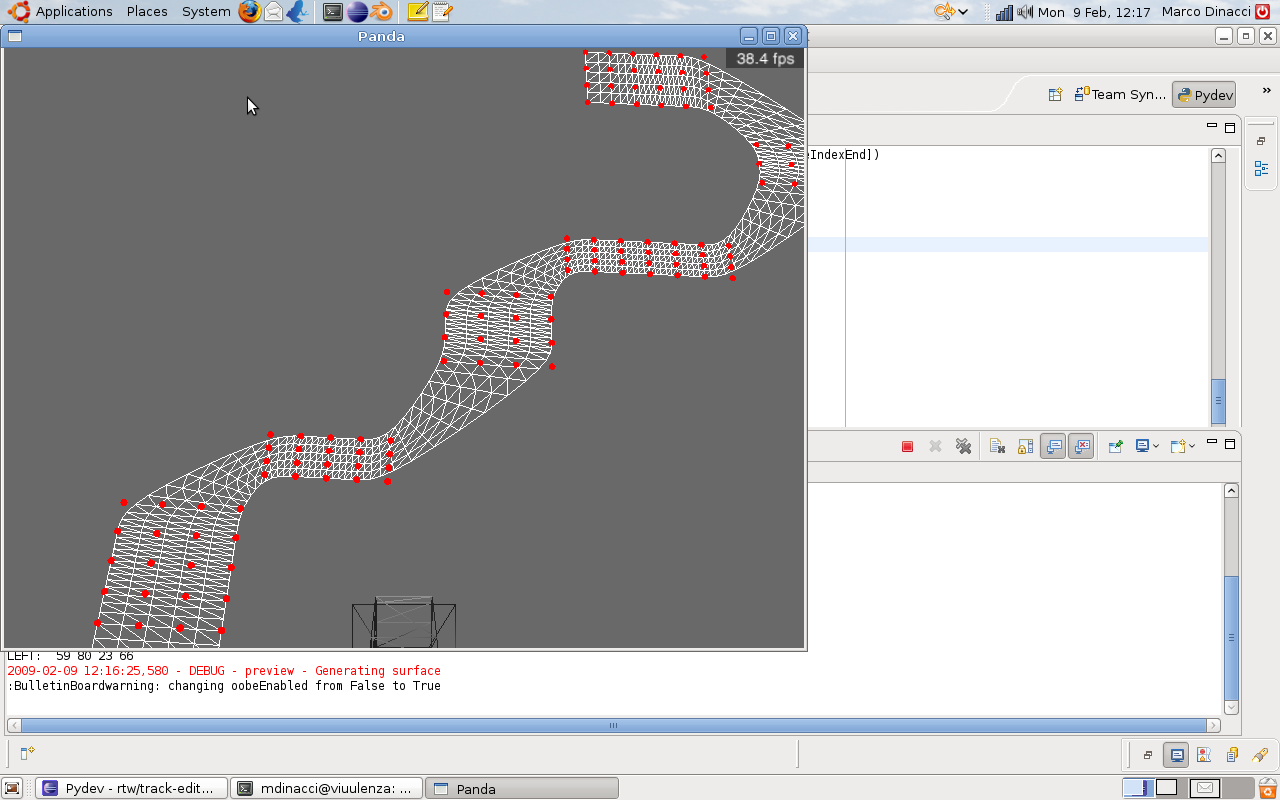 Applications Places System Mon 9 Feb, 12:17 Marco Dinacci
Panda
38.4 fps
Team Syn... Pydev »
eIndexEnd])
LEFT: 59 80 23 66
2009-02-09 12:16:25,580 - DEBUG - preview - Generating surface
:BulletinBoardwarning: changing oobeEnabled from False to True
Pydev - rtw/track-edit... mdinacci@viuulenza: ... Panda